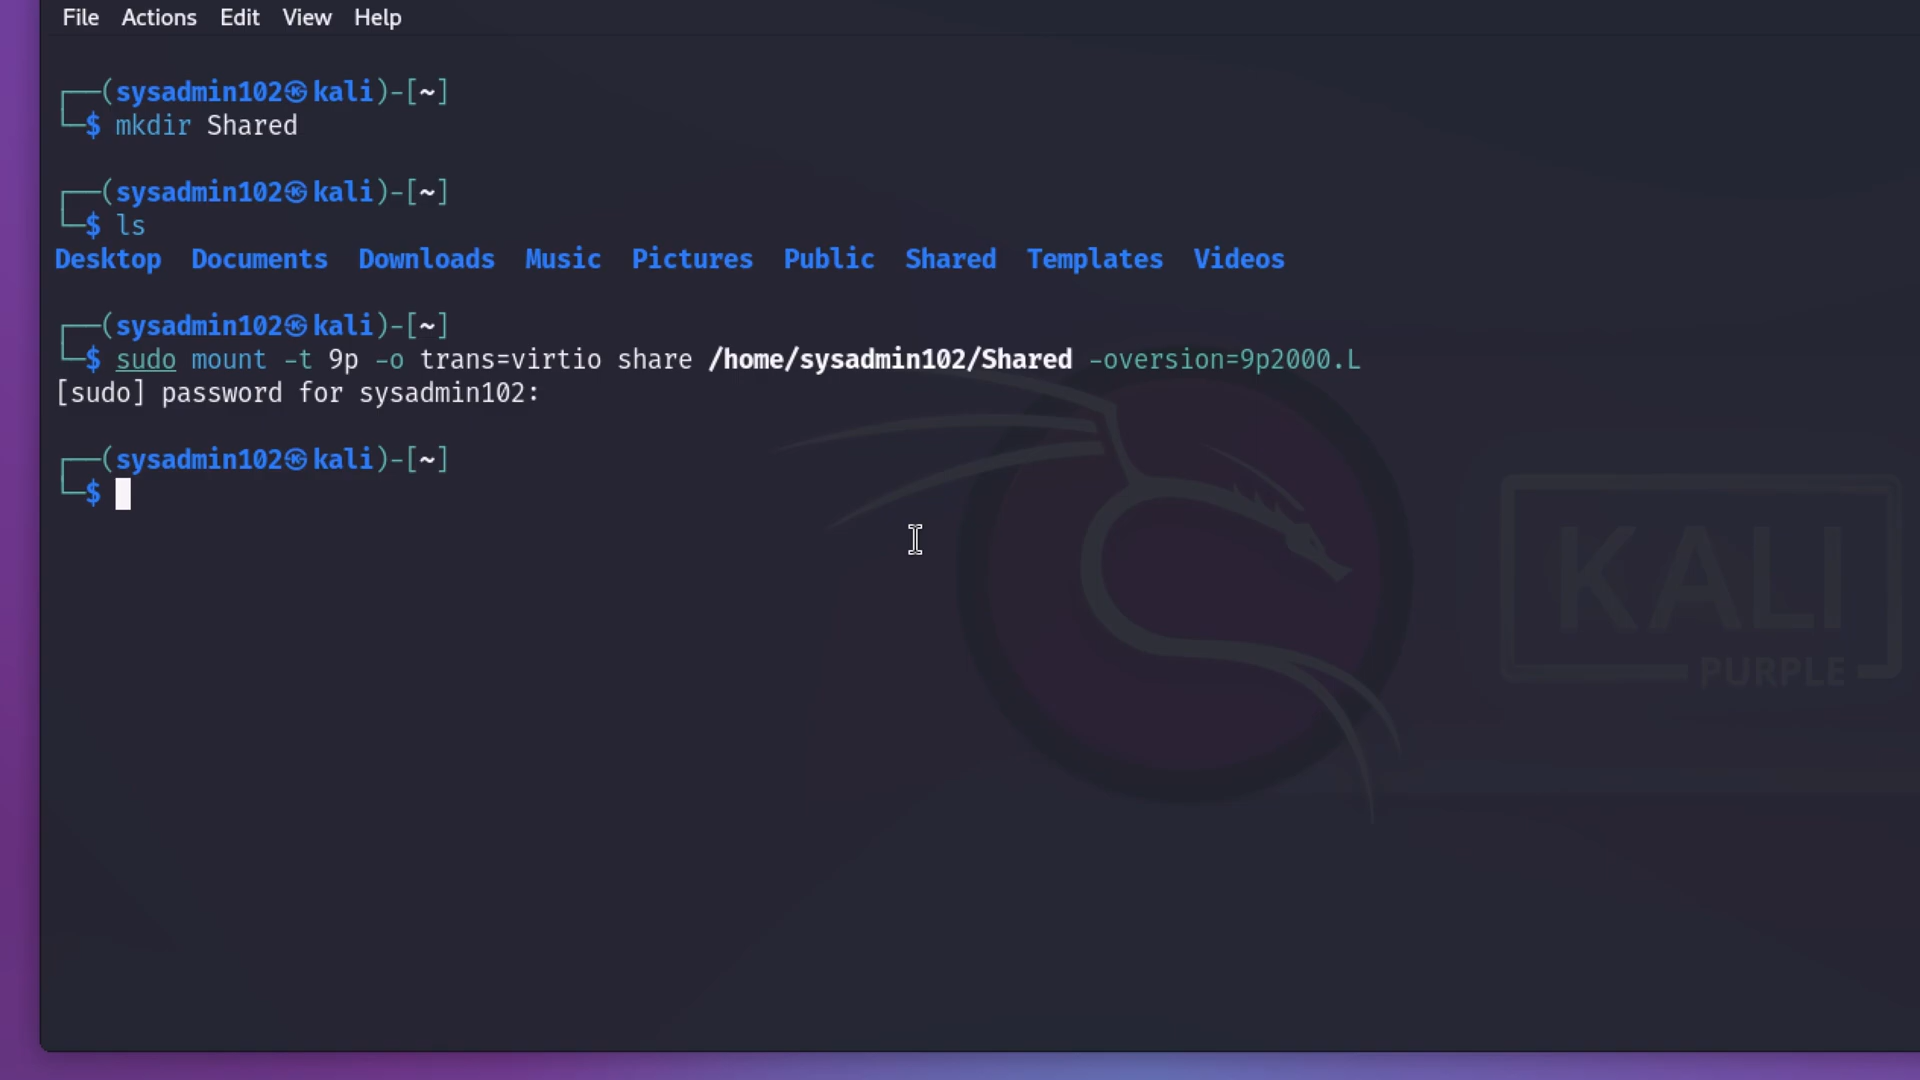 File Actions Edit View Help
┌──(sysadmin102㉿kali)-[~]
└─$ mkdir Shared
┌──(sysadmin102㉿kali)-[~]
└─$ ls
Desktop Documents Downloads Music Pictures Public Shared Templates Videos
┌──(sysadmin102㉿kali)-[~]
└─$ sudo mount -t 9p -o trans=virtio share /home/sysadmin102/Shared -oversion=9p2000.L
[sudo] password for sysadmin102:
┌──(sysadmin102㉿kali)-[~]
└─$
KALI
PURPLE